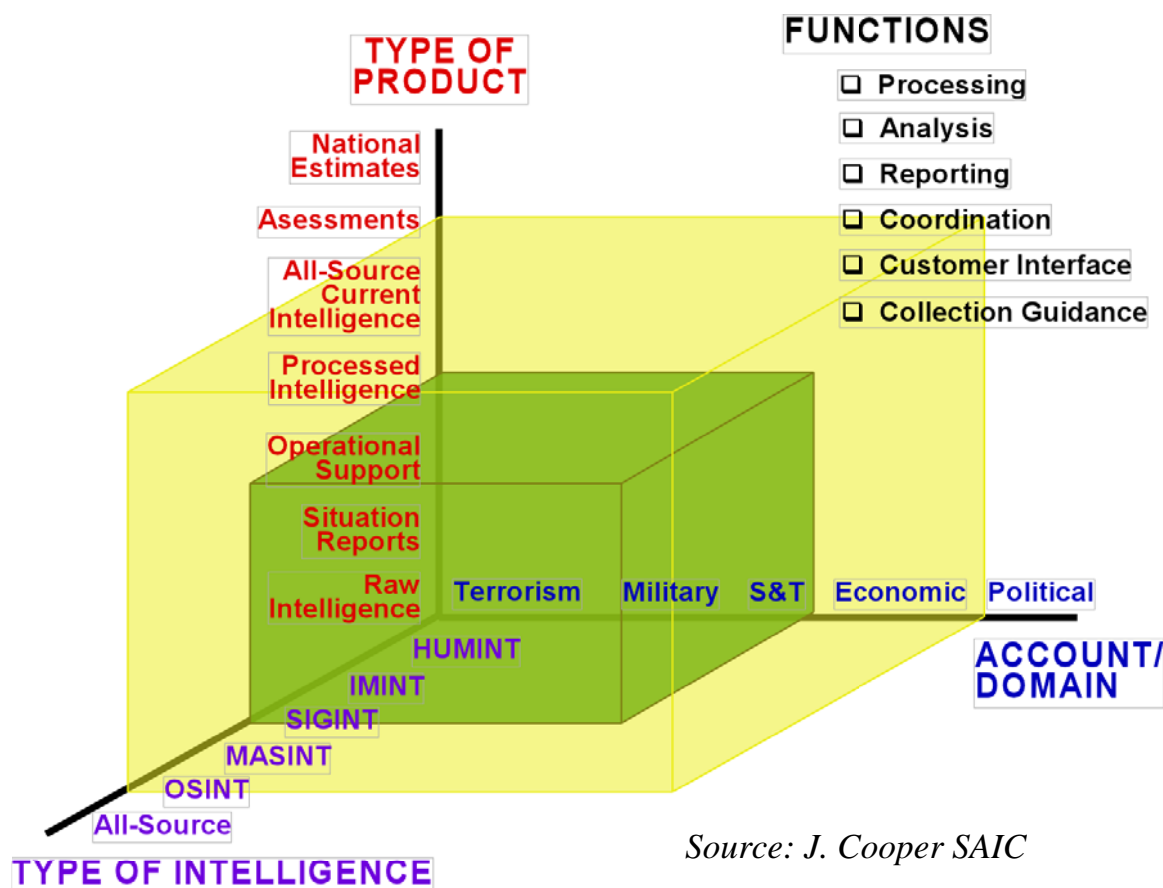 TYPE OF
PRODUCT
National
Estimates
Asessments
All-Source
Current
Intelligence
Processed
Intelligence
Operational
Support
Situation
Reports
Raw
Intelligence
FUNCTIONS
❑ Processing
❑ Analysis
❑ Reporting
❑ Coordination
❑ Customer Interface
❑ Collection Guidance
Terrorism Military S&T Economic Political
ACCOUNT/
DOMAIN
HUMINT
IMINT
SIGINT
MASINT
OSINT
All-Source
TYPE OF INTELLIGENCE
Source: J. Cooper SAIC